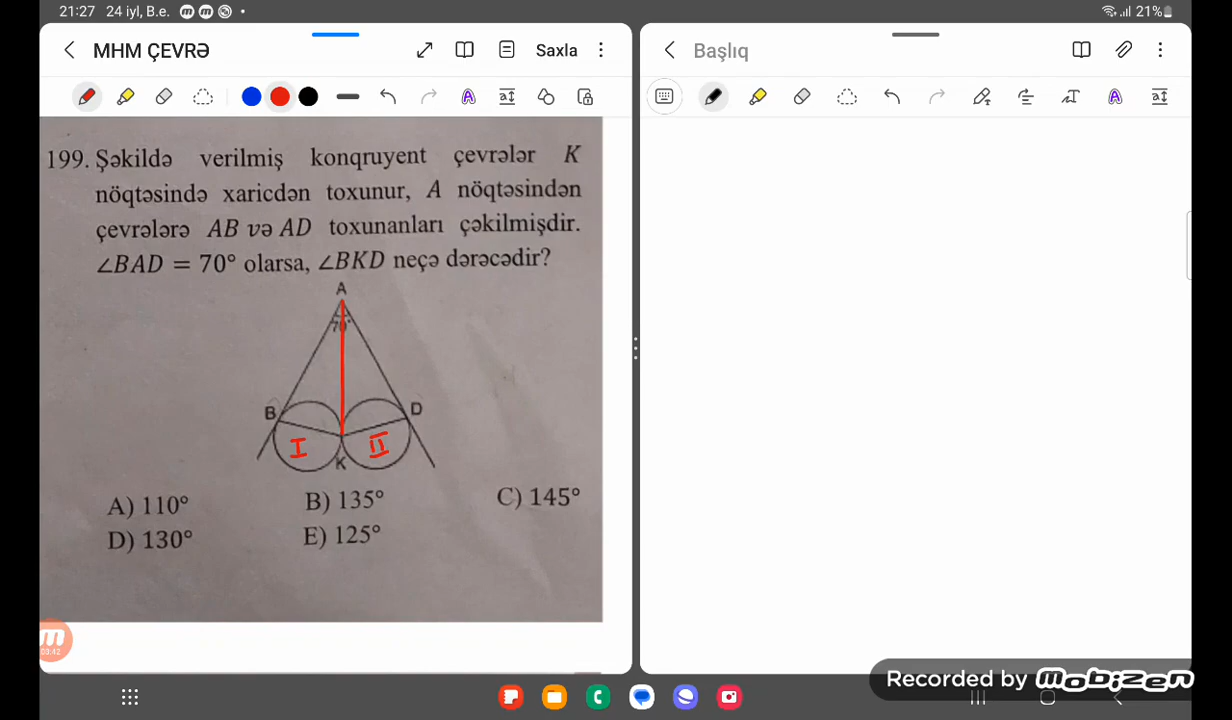 21:27 24 iyl, B.e.
21%
MHM ÇEVRƏ
Saxla
Başlıq
199. Şəkildə verilmiş konqruyent çevrələr K
nöqtəsində xaricdən toxunur, A nöqtəsindən
çevrələrə AB və AD toxunanları çəkilmişdir.
∠BAD = 70° olarsa, ∠BKD neçə dərəcədir?
A
70°
B
D
I
II
K
A) 110° B) 135° C) 145°
D) 130° E) 125°
03:42
Recorded by mobizen